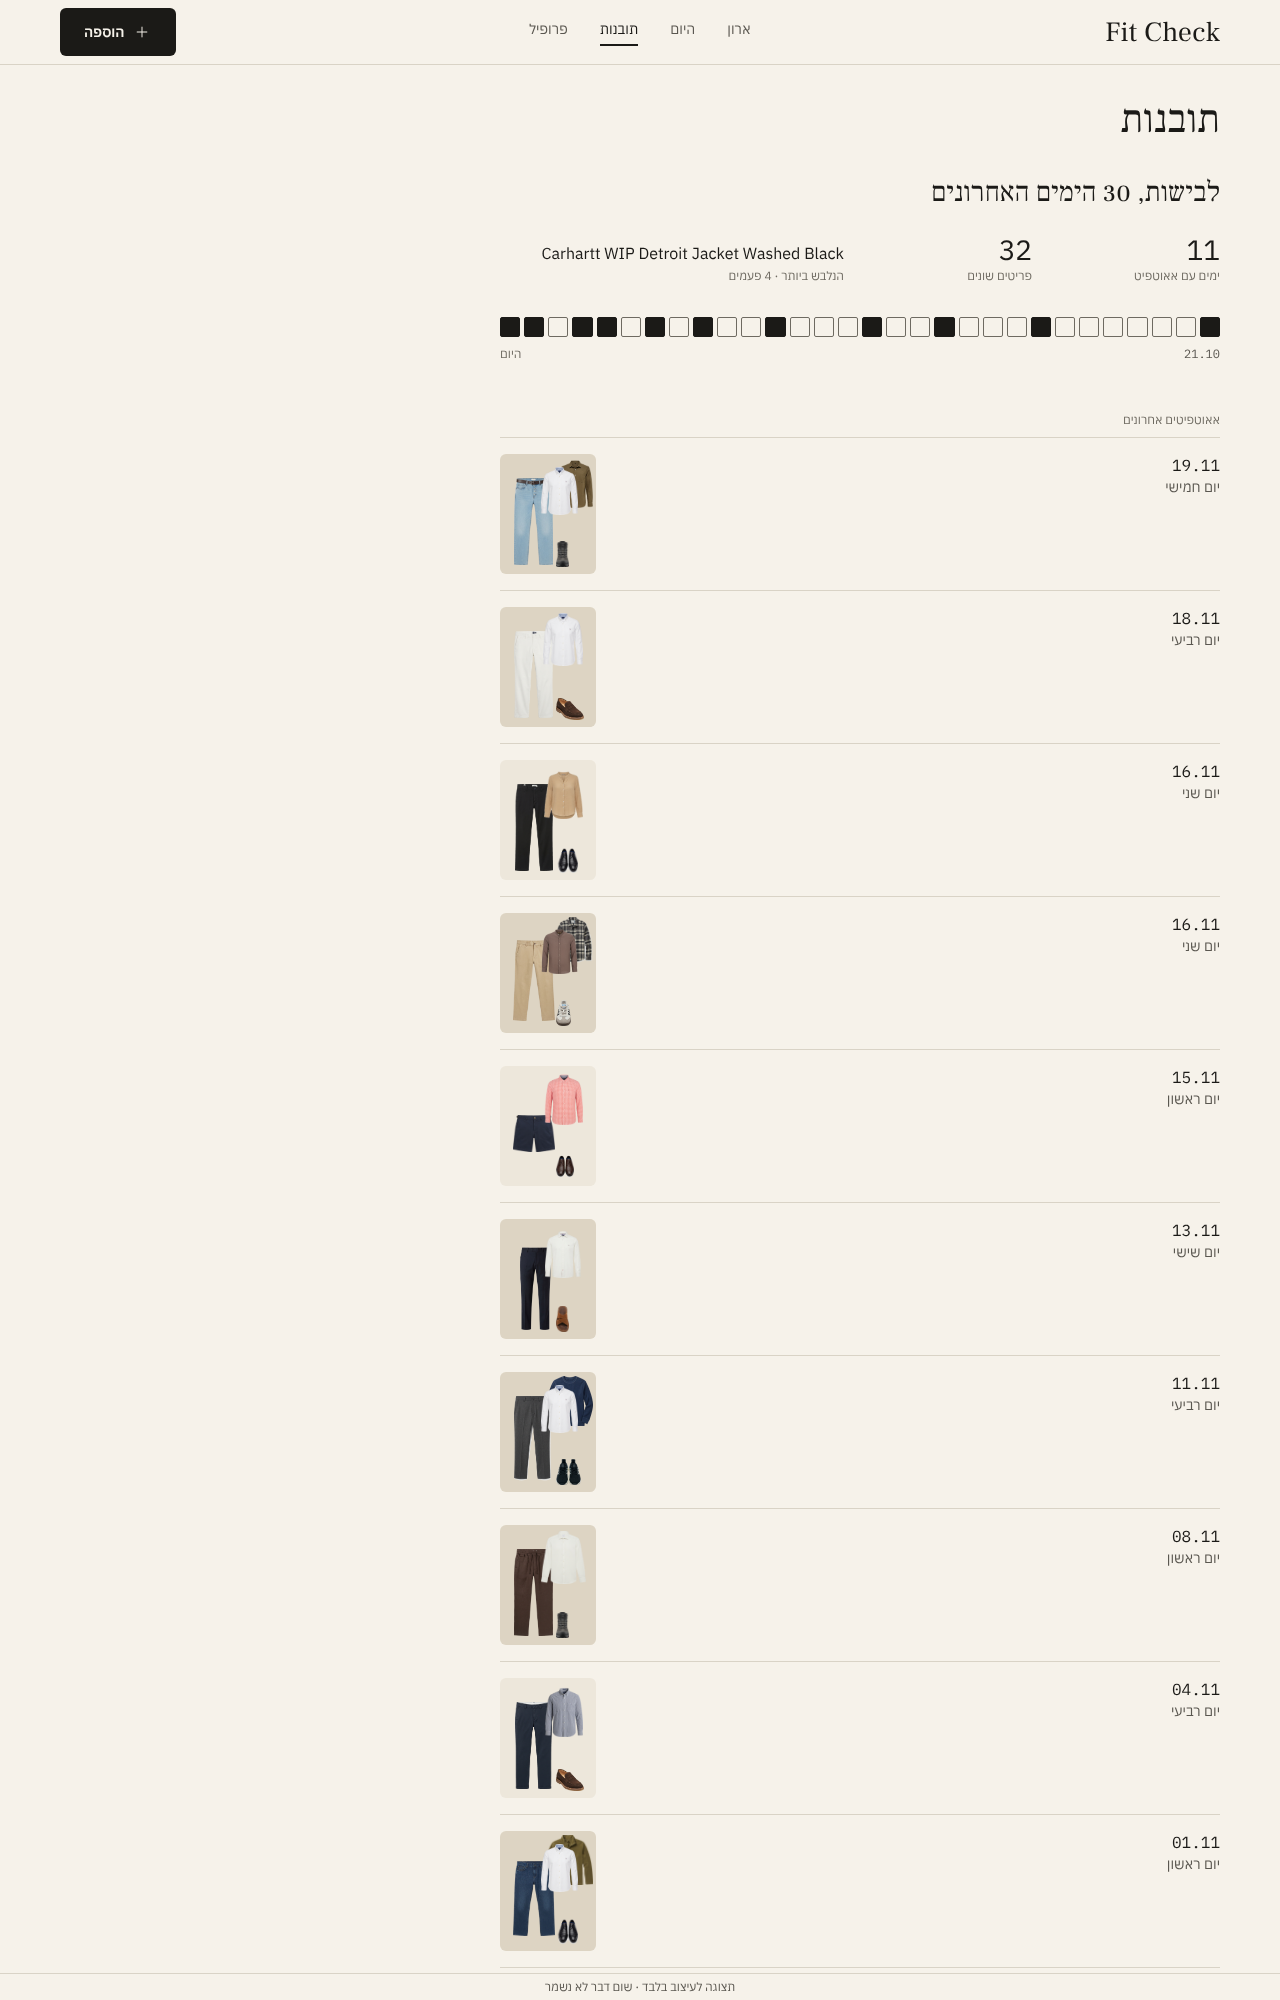 Fit Check
ארון
היום
תובנות
פרופיל
+ הוספה
תובנות
לבישות, 30 הימים האחרונים
11
ימים עם אאוטפיט
32
פריטים שונים
Carhartt WIP Detroit Jacket Washed Black
הנלבש ביותר · 4 פעמים
21.10
היום
אאוטפיטים אחרונים
19.11
יום חמישי
18.11
יום רביעי
16.11
יום שני
16.11
יום שני
15.11
יום ראשון
13.11
יום שישי
11.11
יום רביעי
08.11
יום ראשון
04.11
יום רביעי
01.11
יום ראשון
תצוגה לעיצוב בלבד · שום דבר לא נשמר